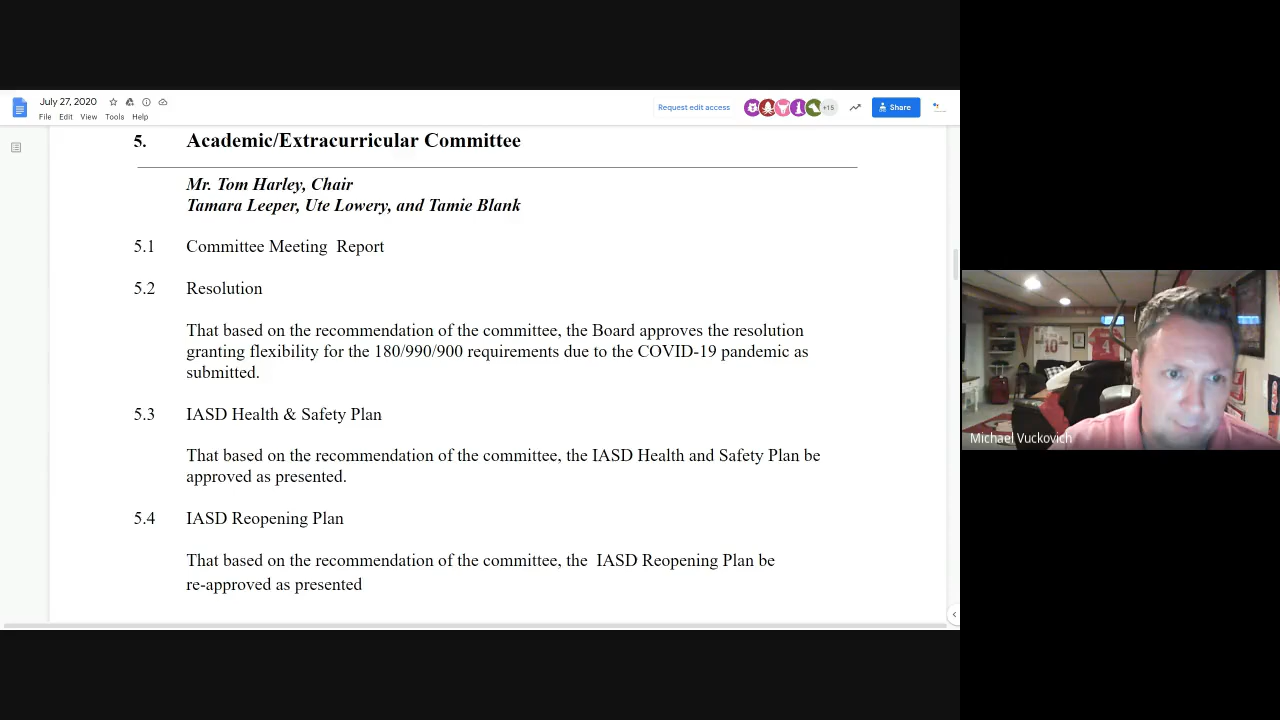 July 27, 2020
File Edit View Tools Help
Request edit access
+15
Share
5. Academic/Extracurricular Committee
Mr. Tom Harley, Chair
Tamara Leeper, Ute Lowery, and Tamie Blank
5.1 Committee Meeting Report
5.2 Resolution
That based on the recommendation of the committee, the Board approves the resolution
granting flexibility for the 180/990/900 requirements due to the COVID-19 pandemic as
submitted.
5.3 IASD Health & Safety Plan
That based on the recommendation of the committee, the IASD Health and Safety Plan be
approved as presented.
5.4 IASD Reopening Plan
That based on the recommendation of the committee, the IASD Reopening Plan be
re-approved as presented
10
4
Michael Vuckovich